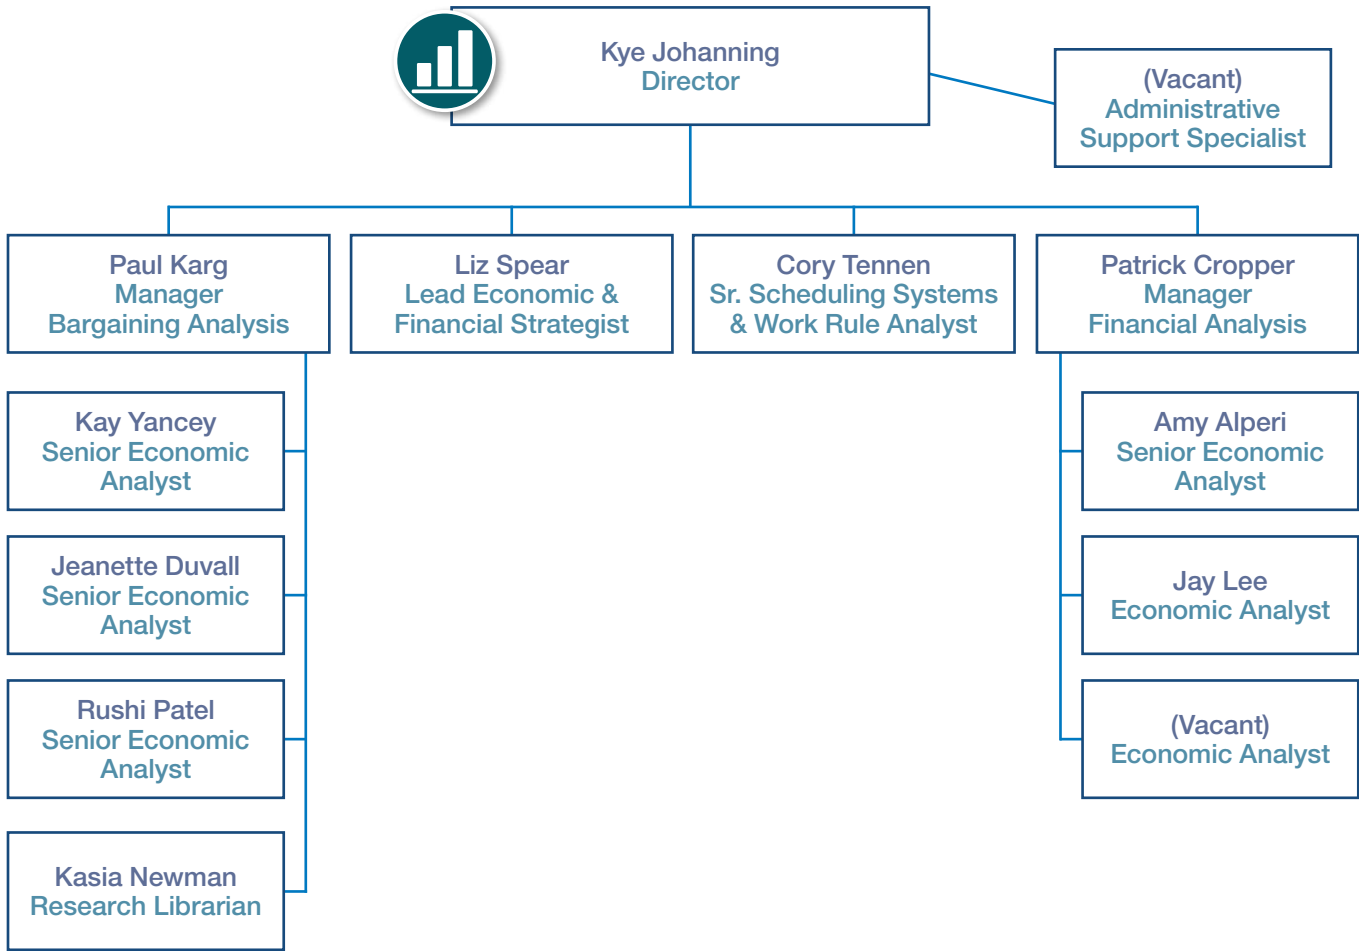 Kye Johanning
Director
(Vacant)
Administrative
Support Specialist
Paul Karg
Manager
Bargaining Analysis
Liz Spear
Lead Economic &
Financial Strategist
Cory Tennen
Sr. Scheduling Systems
& Work Rule Analyst
Patrick Cropper
Manager
Financial Analysis
Kay Yancey
Senior Economic
Analyst
Jeanette Duvall
Senior Economic
Analyst
Rushi Patel
Senior Economic
Analyst
Kasia Newman
Research Librarian
Amy Alperi
Senior Economic
Analyst
Jay Lee
Economic Analyst
(Vacant)
Economic Analyst